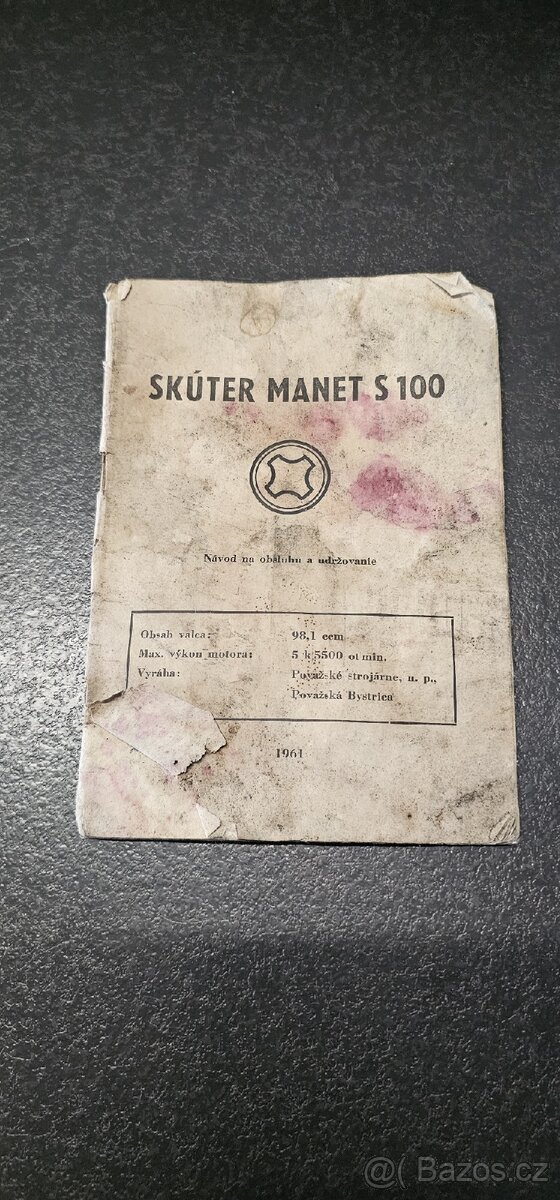 SKÚTER MANET S 100
Návod na obsluhu a udržovanie
Obsah valca: 98,1 ccm
Max. výkon motora: 5 k 5500 ot min.
Vyrába: Považské strojárne, n. p.,
Považská Bystrica
1961
@( Bazos.cz